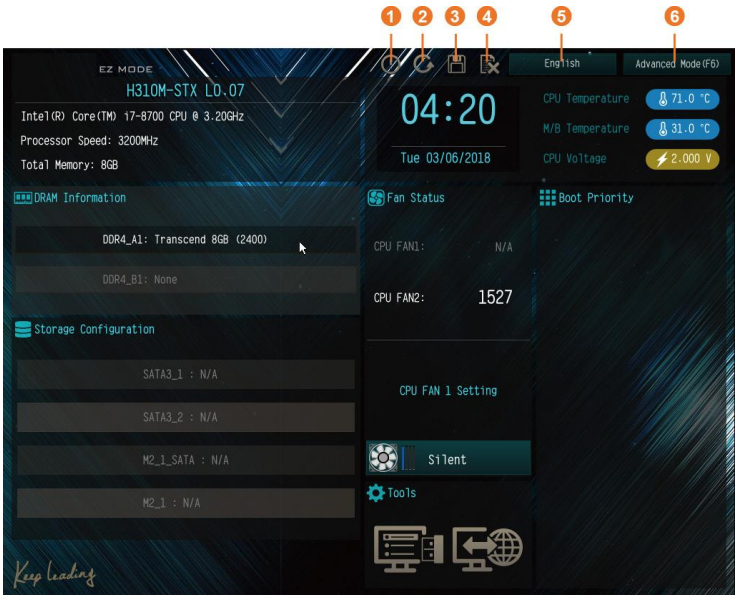 1 2 3 4 5 6
EZ MODE
English
Advanced Mode(F6)
H310M-STX L0.07
Intel(R) Core(TM) i7-8700 CPU @ 3.20GHz
Processor Speed: 3200MHz
Total Memory: 8GB
04:20
Tue 03/06/2018
CPU Temperature 71.0 °C
M/B Temperature 31.0 °C
CPU Voltage 2.000 V
DRAM Information
DDR4_A1: Transcend 8GB (2400)
DDR4_B1: None
Storage Configuration
SATA3_1 : N/A
SATA3_2 : N/A
M2_1_SATA : N/A
M2_1 : N/A
Keep Leading
Fan Status
CPU FAN1: N/A
CPU FAN2: 1527
CPU FAN 1 Setting
Silent
Tools
Boot Priority